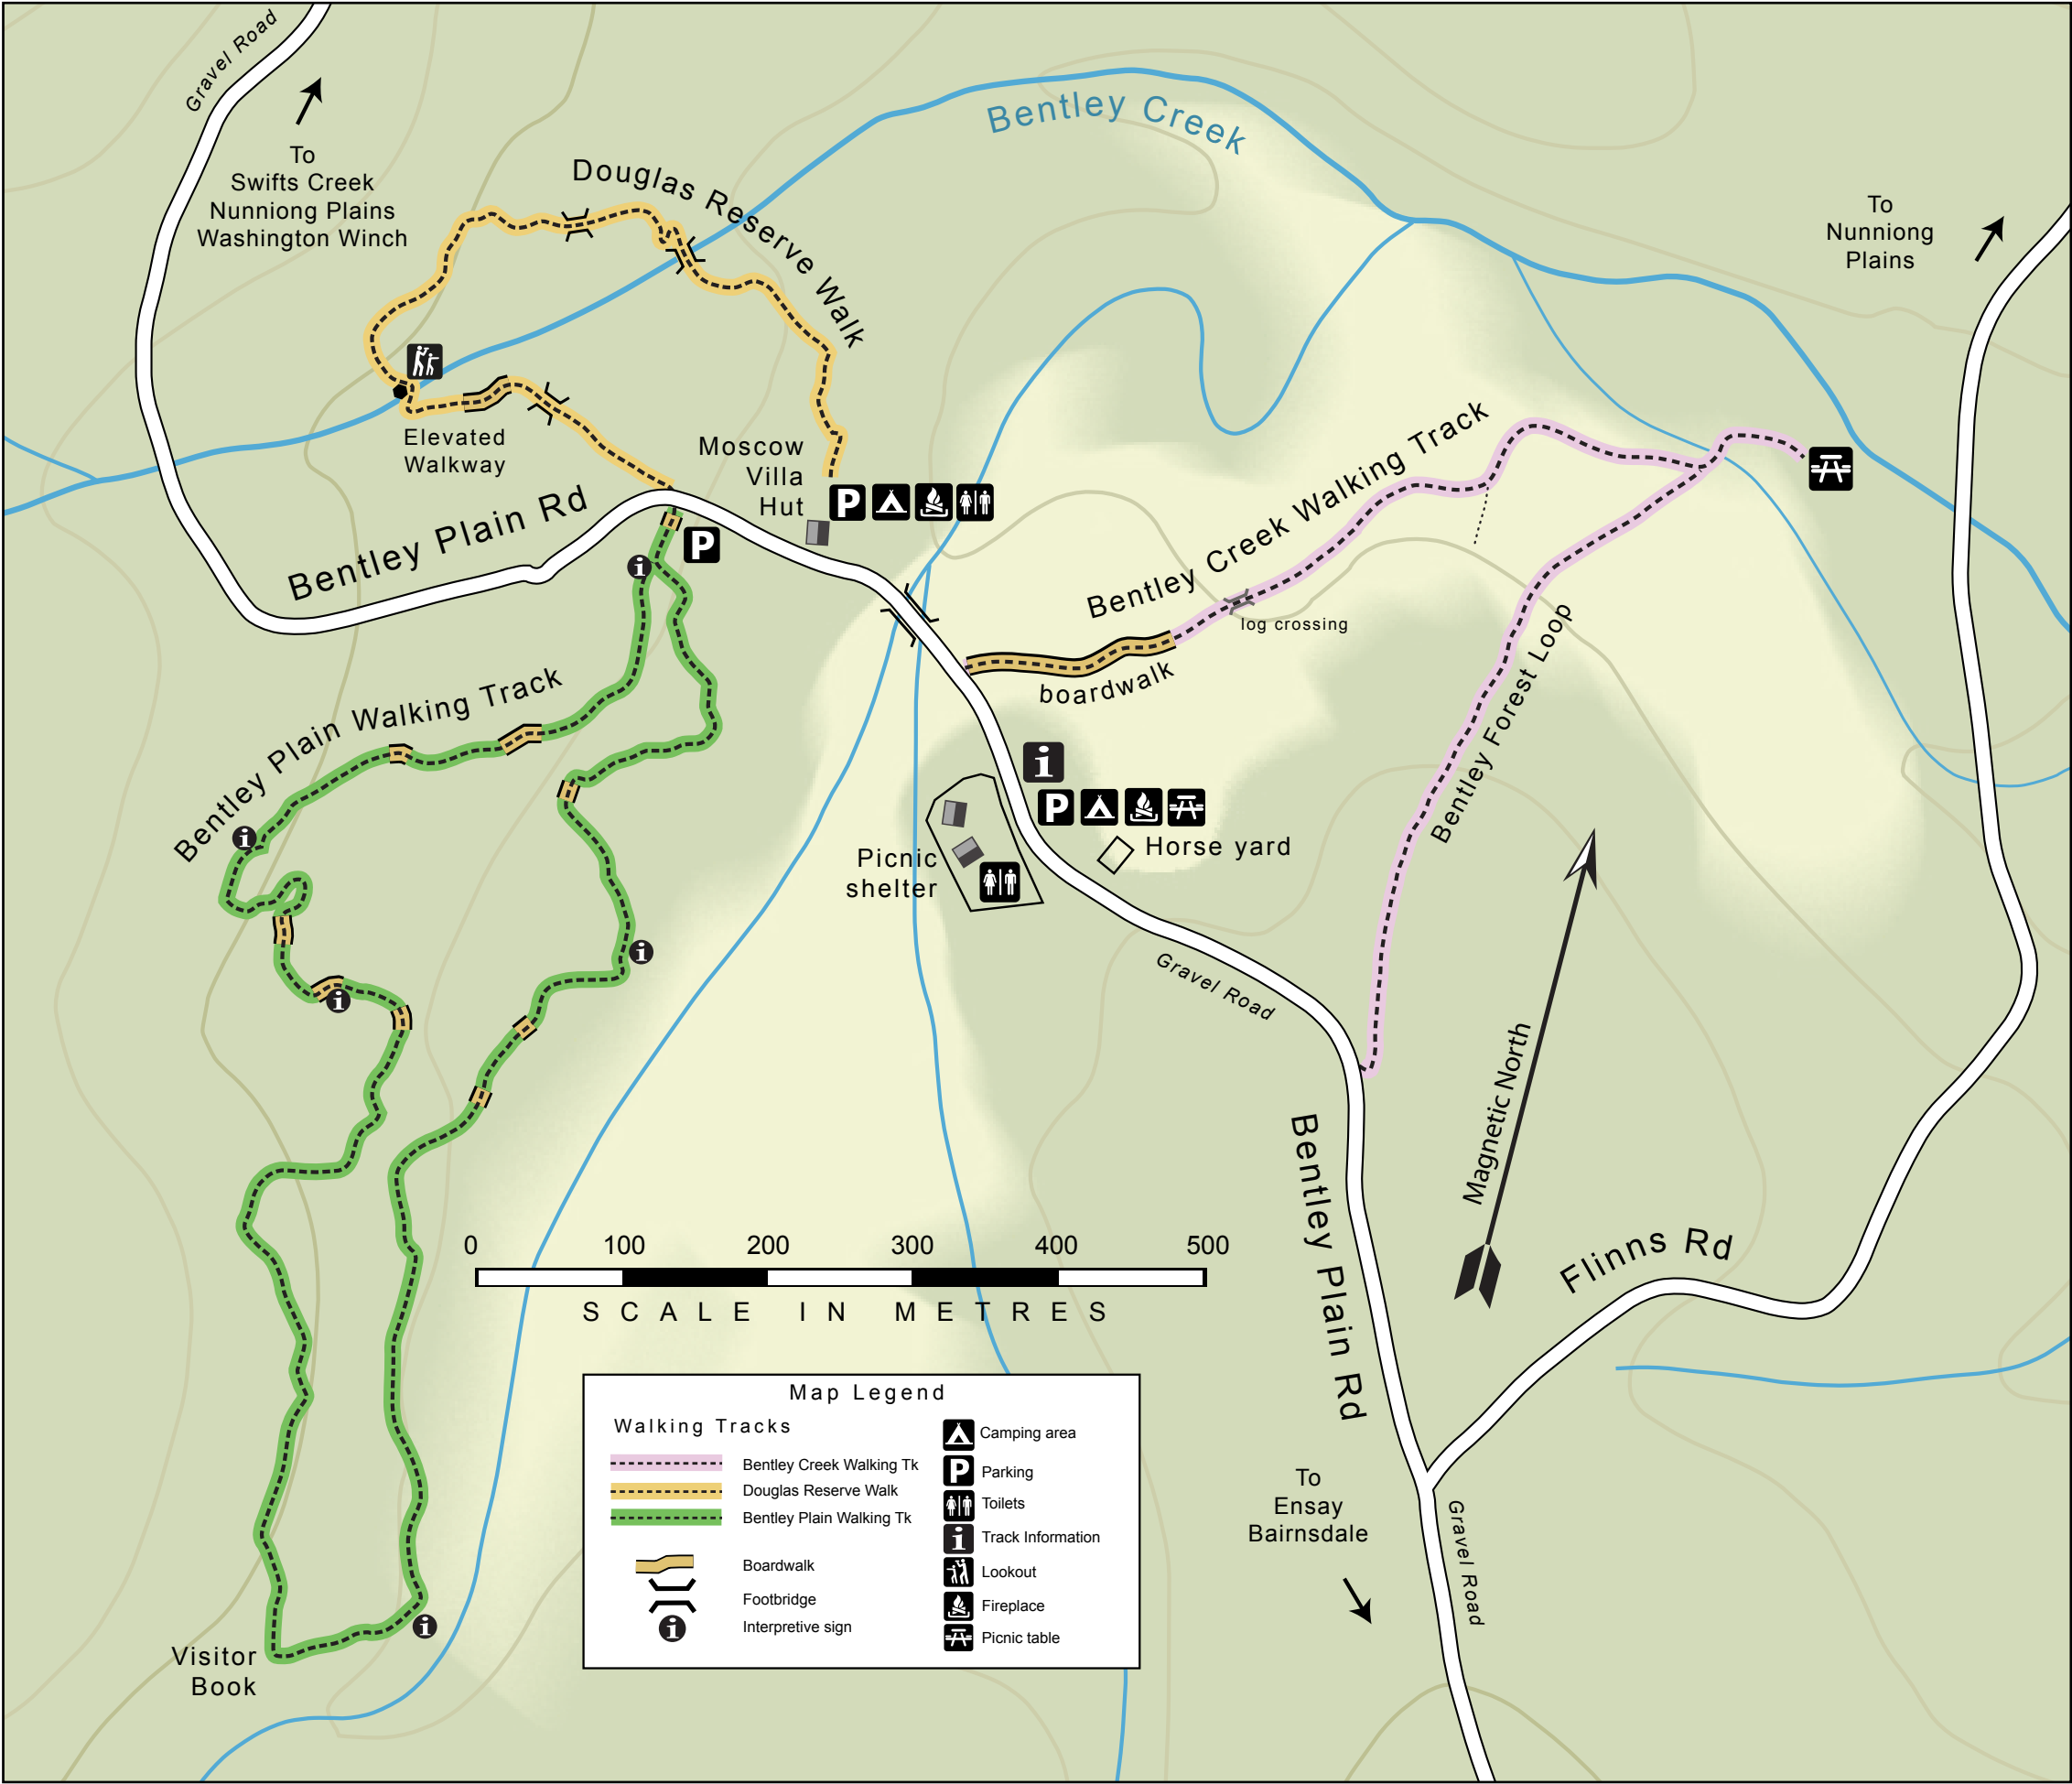 Gravel Road
To
Swifts Creek
Nunniong Plains
Washington Winch
Bentley Creek
Douglas Reserve Walk
To
Nunniong
Plains
Elevated
Walkway
Moscow
Villa
Hut
P
P
i
Bentley Plain Rd
Bentley Creek Walking Track
log crossing
boardwalk
Bentley Forest Loop
Bentley Plain Walking Track
i
i
P
Horse yard
Picnic
shelter
i
i
Gravel Road
Magnetic North
Bentley Plain Rd
Flinns Rd
0 100 200 300 400 500
SCALE IN METRES
Map Legend
Walking Tracks
Bentley Creek Walking Tk
Douglas Reserve Walk
Bentley Plain Walking Tk
Boardwalk
Footbridge
i Interpretive sign
Camping area
P Parking
Toilets
i Track Information
Lookout
Fireplace
Picnic table
To
Ensay
Bairnsdale
Gravel Road
i
Visitor
Book